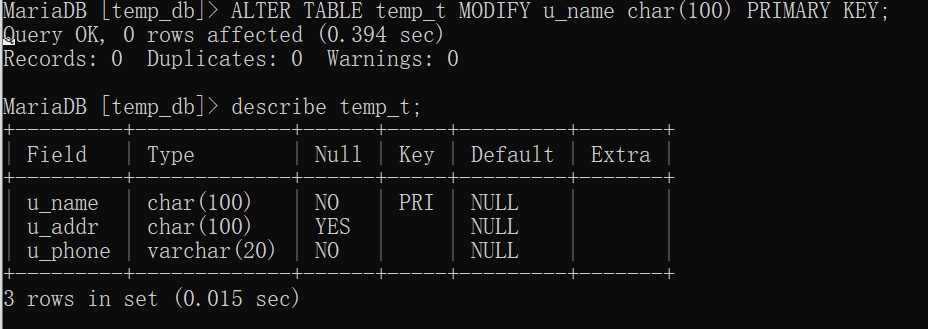 MariaDB [temp_db]> ALTER TABLE temp_t MODIFY u_name char(100) PRIMARY KEY;
Query OK, 0 rows affected (0.394 sec)
Records: 0  Duplicates: 0  Warnings: 0
MariaDB [temp_db]> describe temp_t;
+---------+-------------+------+-----+---------+-------+
| Field   | Type        | Null | Key | Default | Extra |
+---------+-------------+------+-----+---------+-------+
| u_name  | char(100)   | NO   | PRI | NULL    |       |
| u_addr  | char(100)   | YES  |     | NULL    |       |
| u_phone | varchar(20) | NO   |     | NULL    |       |
+---------+-------------+------+-----+---------+-------+
3 rows in set (0.015 sec)